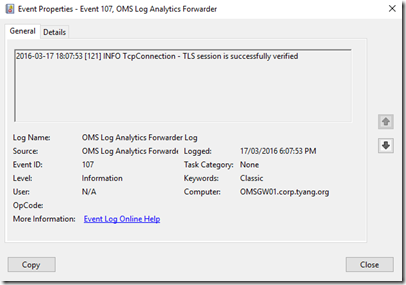 Event Properties - Event 107, OMS Log Analytics Forwarder
General Details
2016-03-17 18:07:53 [121] INFO TcpConnection - TLS session is successfully verified
Log Name: OMS Log Analytics Forwarder Log
Source: OMS Log Analytics Forwarde Logged: 17/03/2016 6:07:53 PM
Event ID: 107 Task Category: None
Level: Information Keywords: Classic
User: N/A Computer: OMSGW01.corp.tyang.org
OpCode:
More Information: Event Log Online Help
Copy Close